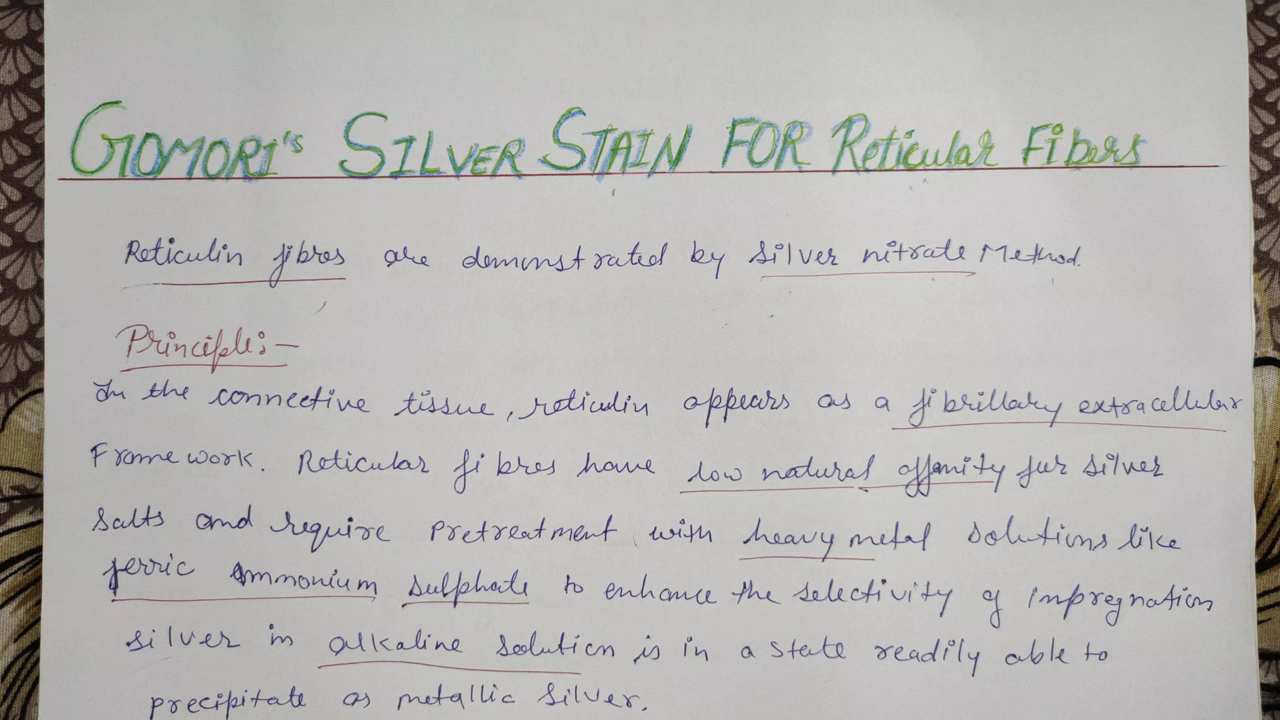 GOMORI's SILVER STAIN FOR Reticular Fibers
Reticulin fibres are demonstrated by silver nitrate Method.
Principle:-
In the connective tissue, reticulin appears as a fibrillary extracellular
Framework. Reticular fibres have low natural affinity for silver
salts and require pretreatment with heavy metal solutions like
ferric ammonium sulphate to enhance the selectivity of impregnation
silver in alkaline solution is in a state readily able to
precipitate as metallic silver.